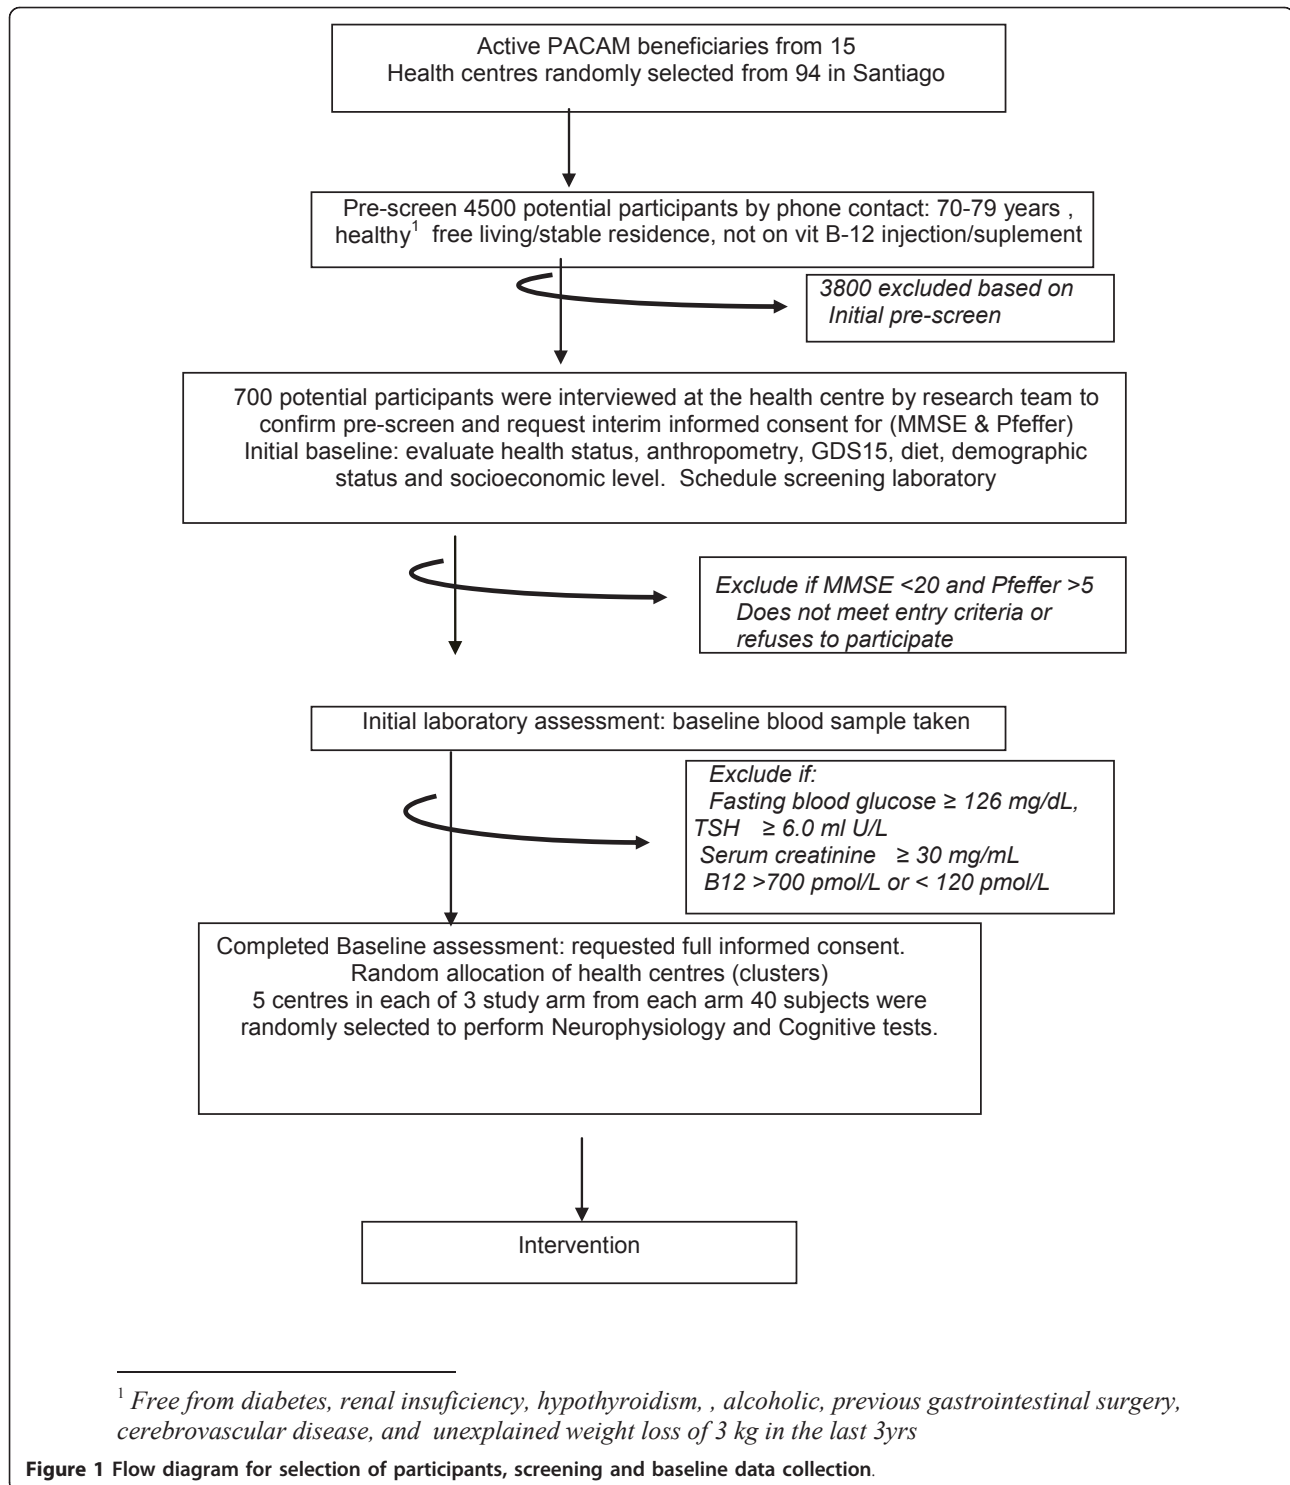 Active PACAM beneficiaries from 15
Health centres randomly selected from 94 in Santiago
Pre-screen 4500 potential participants by phone contact: 70-79 years ,
healthy1 free living/stable residence, not on vit B-12 injection/suplement
3800 excluded based on
Initial pre-screen
700 potential participants were interviewed at the health centre by research team to
confirm pre-screen and request interim informed consent for (MMSE & Pfeffer)
Initial baseline: evaluate health status, anthropometry, GDS15, diet, demographic
status and socioeconomic level. Schedule screening laboratory
Exclude if MMSE <20 and Pfeffer >5
Does not meet entry criteria or
refuses to participate
Initial laboratory assessment: baseline blood sample taken
Exclude if:
Fasting blood glucose ≥ 126 mg/dL,
TSH ≥ 6.0 ml U/L
Serum creatinine ≥ 30 mg/mL
B12 >700 pmol/L or < 120 pmol/L
Completed Baseline assessment: requested full informed consent.
Random allocation of health centres (clusters)
5 centres in each of 3 study arm from each arm 40 subjects were
randomly selected to perform Neurophysiology and Cognitive tests.
Intervention
1 Free from diabetes, renal insuficiency, hypothyroidism, , alcoholic, previous gastrointestinal surgery,
cerebrovascular disease, and unexplained weight loss of 3 kg in the last 3yrs
Figure 1 Flow diagram for selection of participants, screening and baseline data collection.